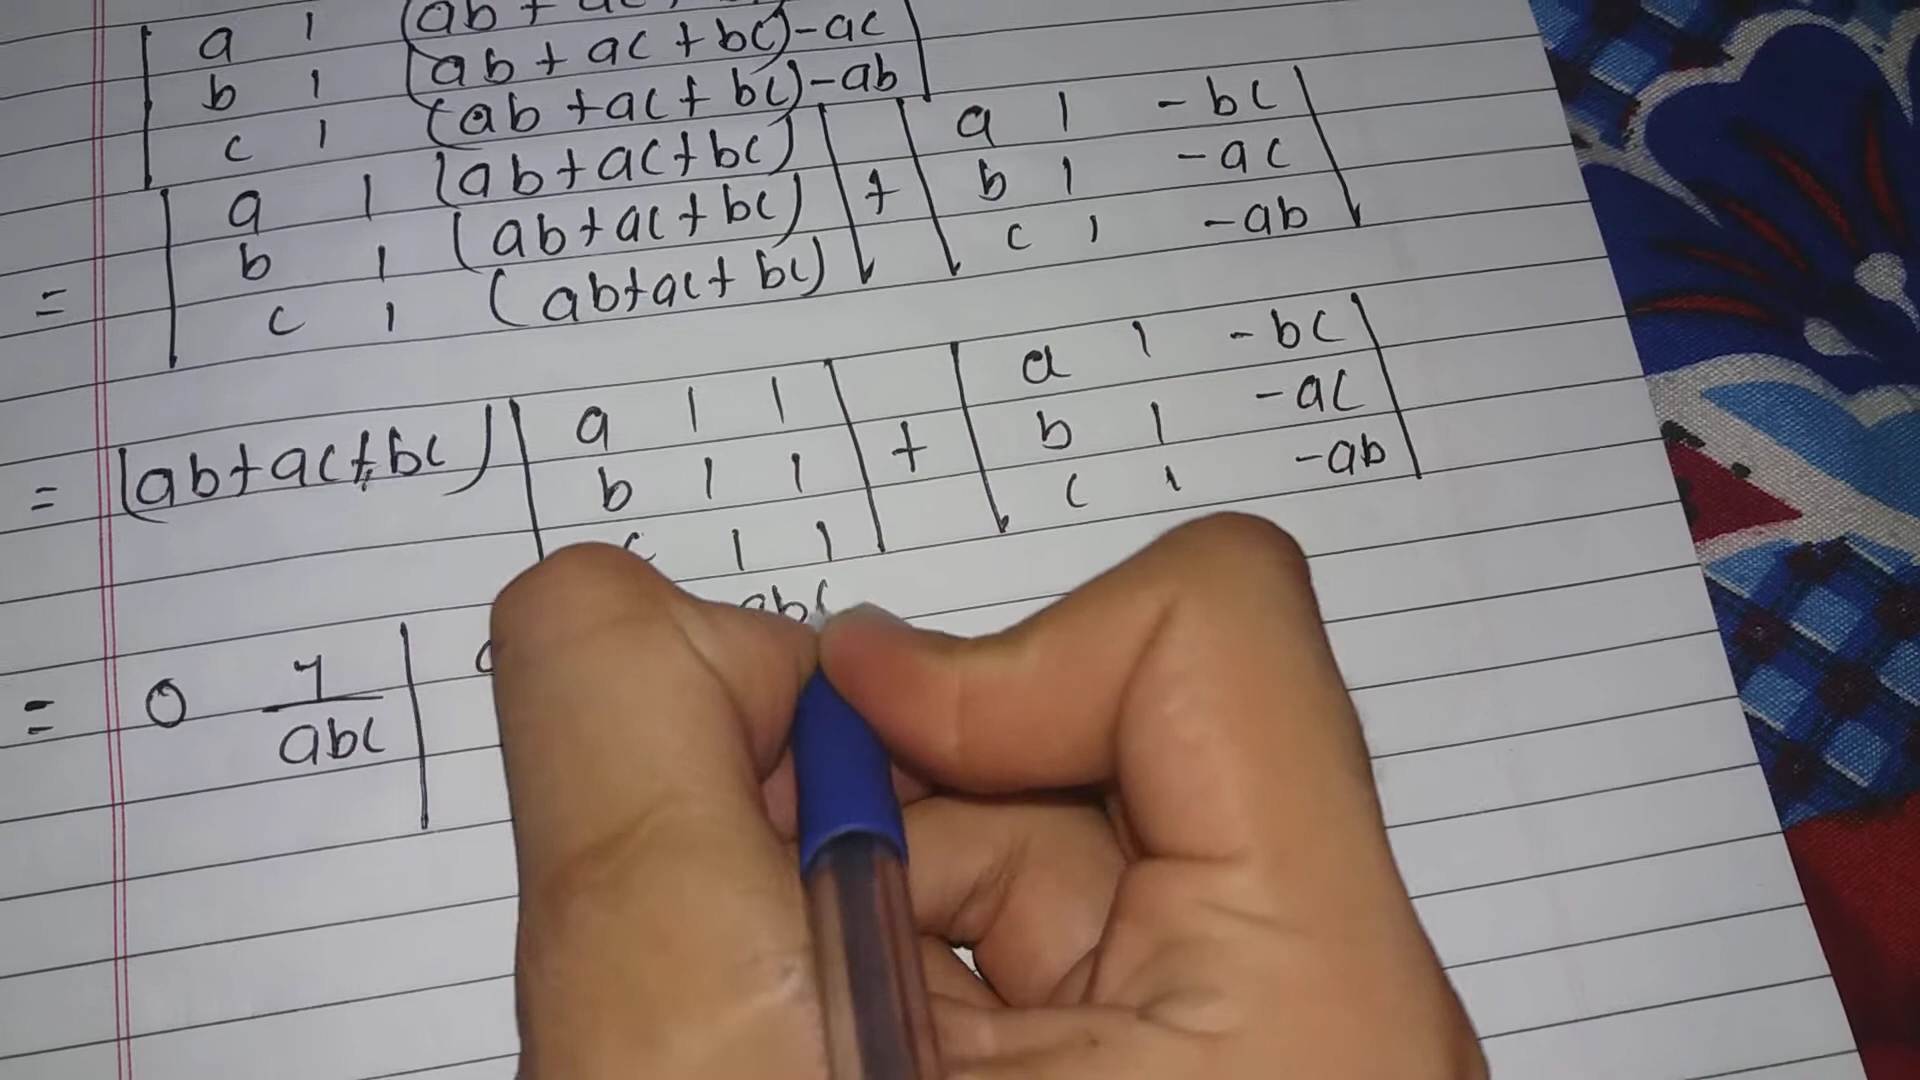 a 1 (ab + ac
b 1 (ab + ac + bc) - ac
c 1 (ab + ac + bc) - ab
= | a 1 (ab+ac+bc) | + | a 1 - bc |
| b 1 (ab+ac+bc) | | b 1 - ac |
| c 1 (ab+ac+bc) | | c 1 - ab |
= (ab+ac+bc) | a 1 1 | + | a 1 - bc |
| b 1 1 | | b 1 - ac |
| c 1 1 | | c 1 - ab |
= 0 1/abc | abc